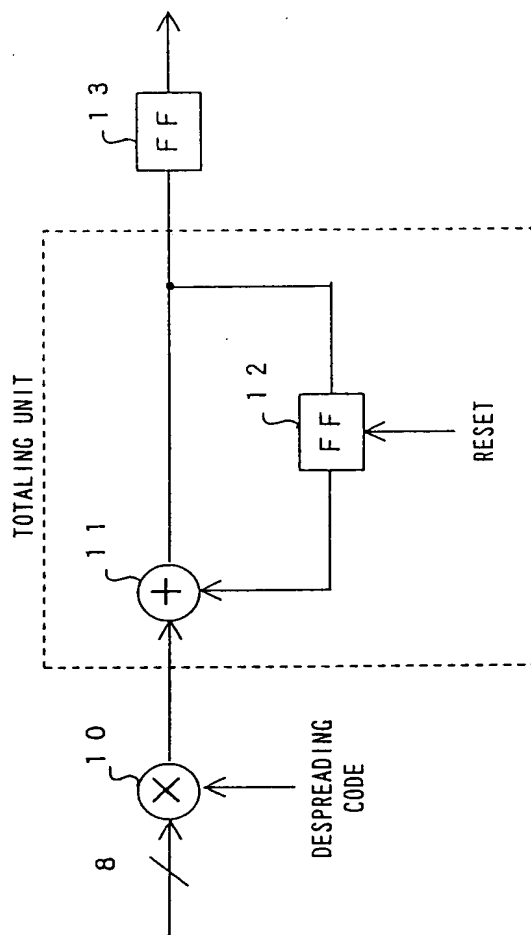 TOTALING UNIT
8
10
11
12
13
FF
FF
DESPREADING
CODE
RESET